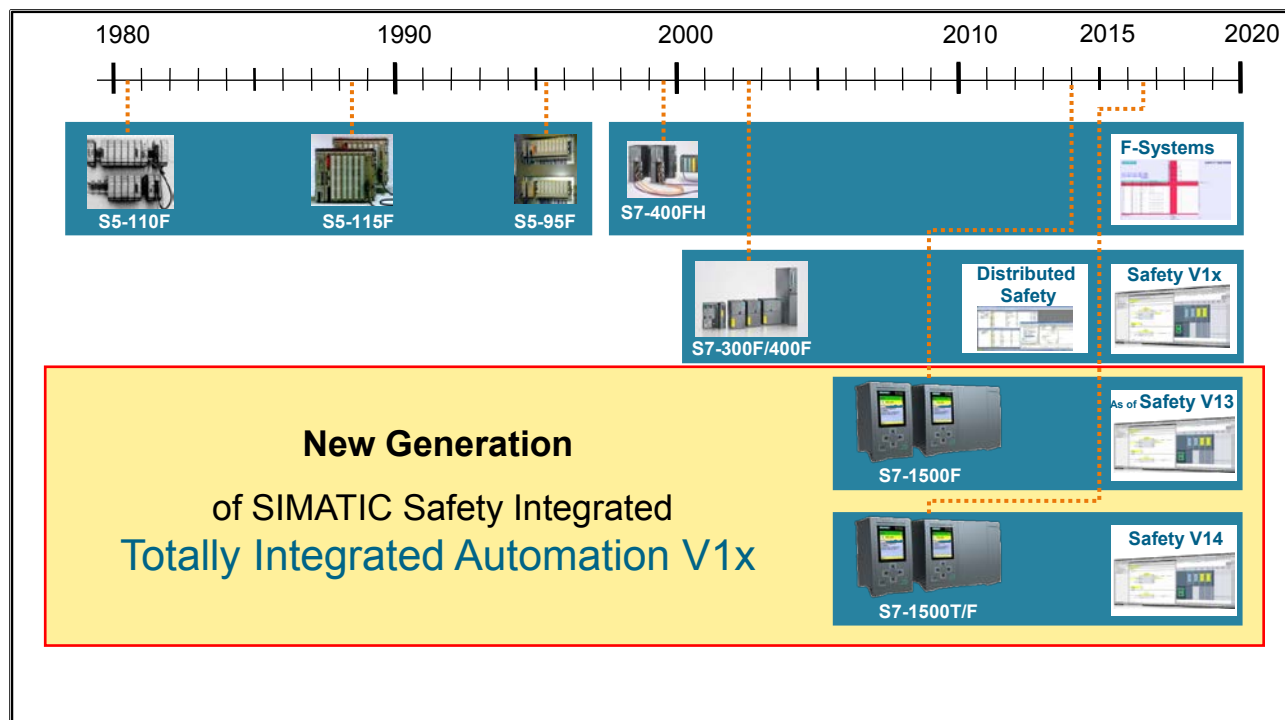 1980 1990 2000 2010 2015 2020
S5-110F
S5-115F
S5-95F
S7-400FH
F-Systems
S7-300F/400F
Distributed
Safety
Safety V1x
New Generation
of SIMATIC Safety Integrated
Totally Integrated Automation V1x
S7-1500F
As of Safety V13
S7-1500T/F
Safety V14